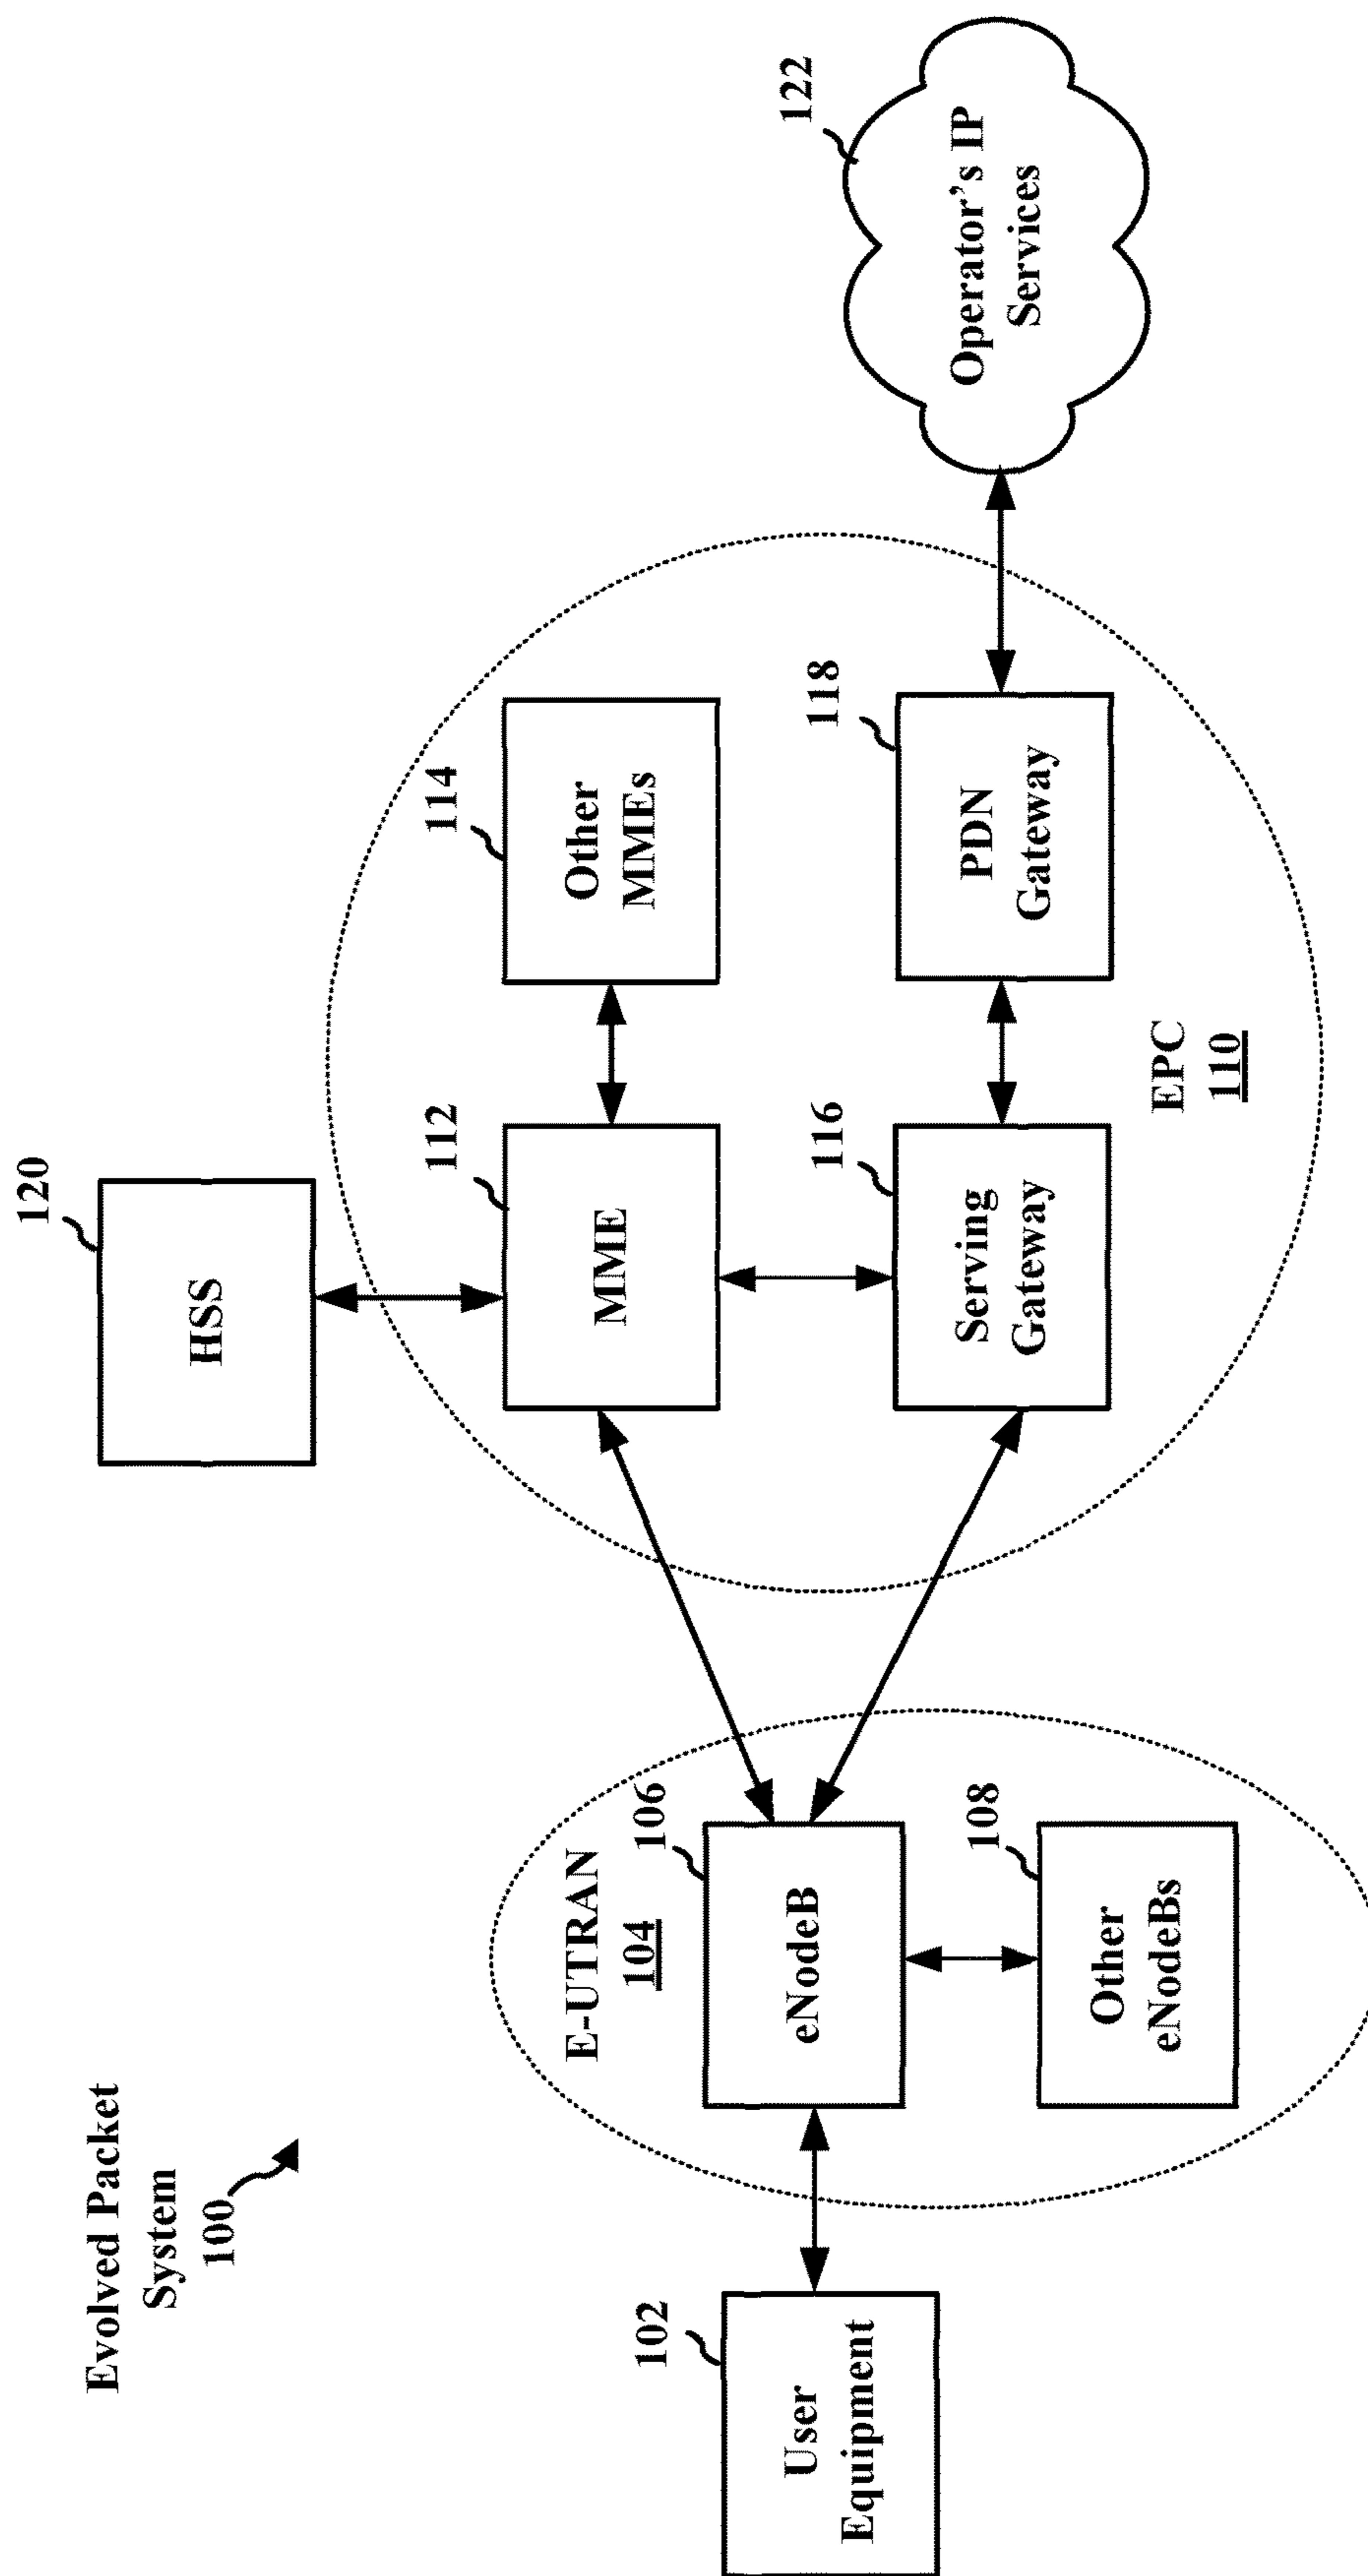 Evolved Packet
System
100
120
HSS
102
User
Equipment
E-UTRAN
104
106
eNodeB
108
Other
eNodeBs
112
MME
114
Other
MMEs
116
Serving
Gateway
118
PDN
Gateway
EPC
110
122
Operator's IP
Services